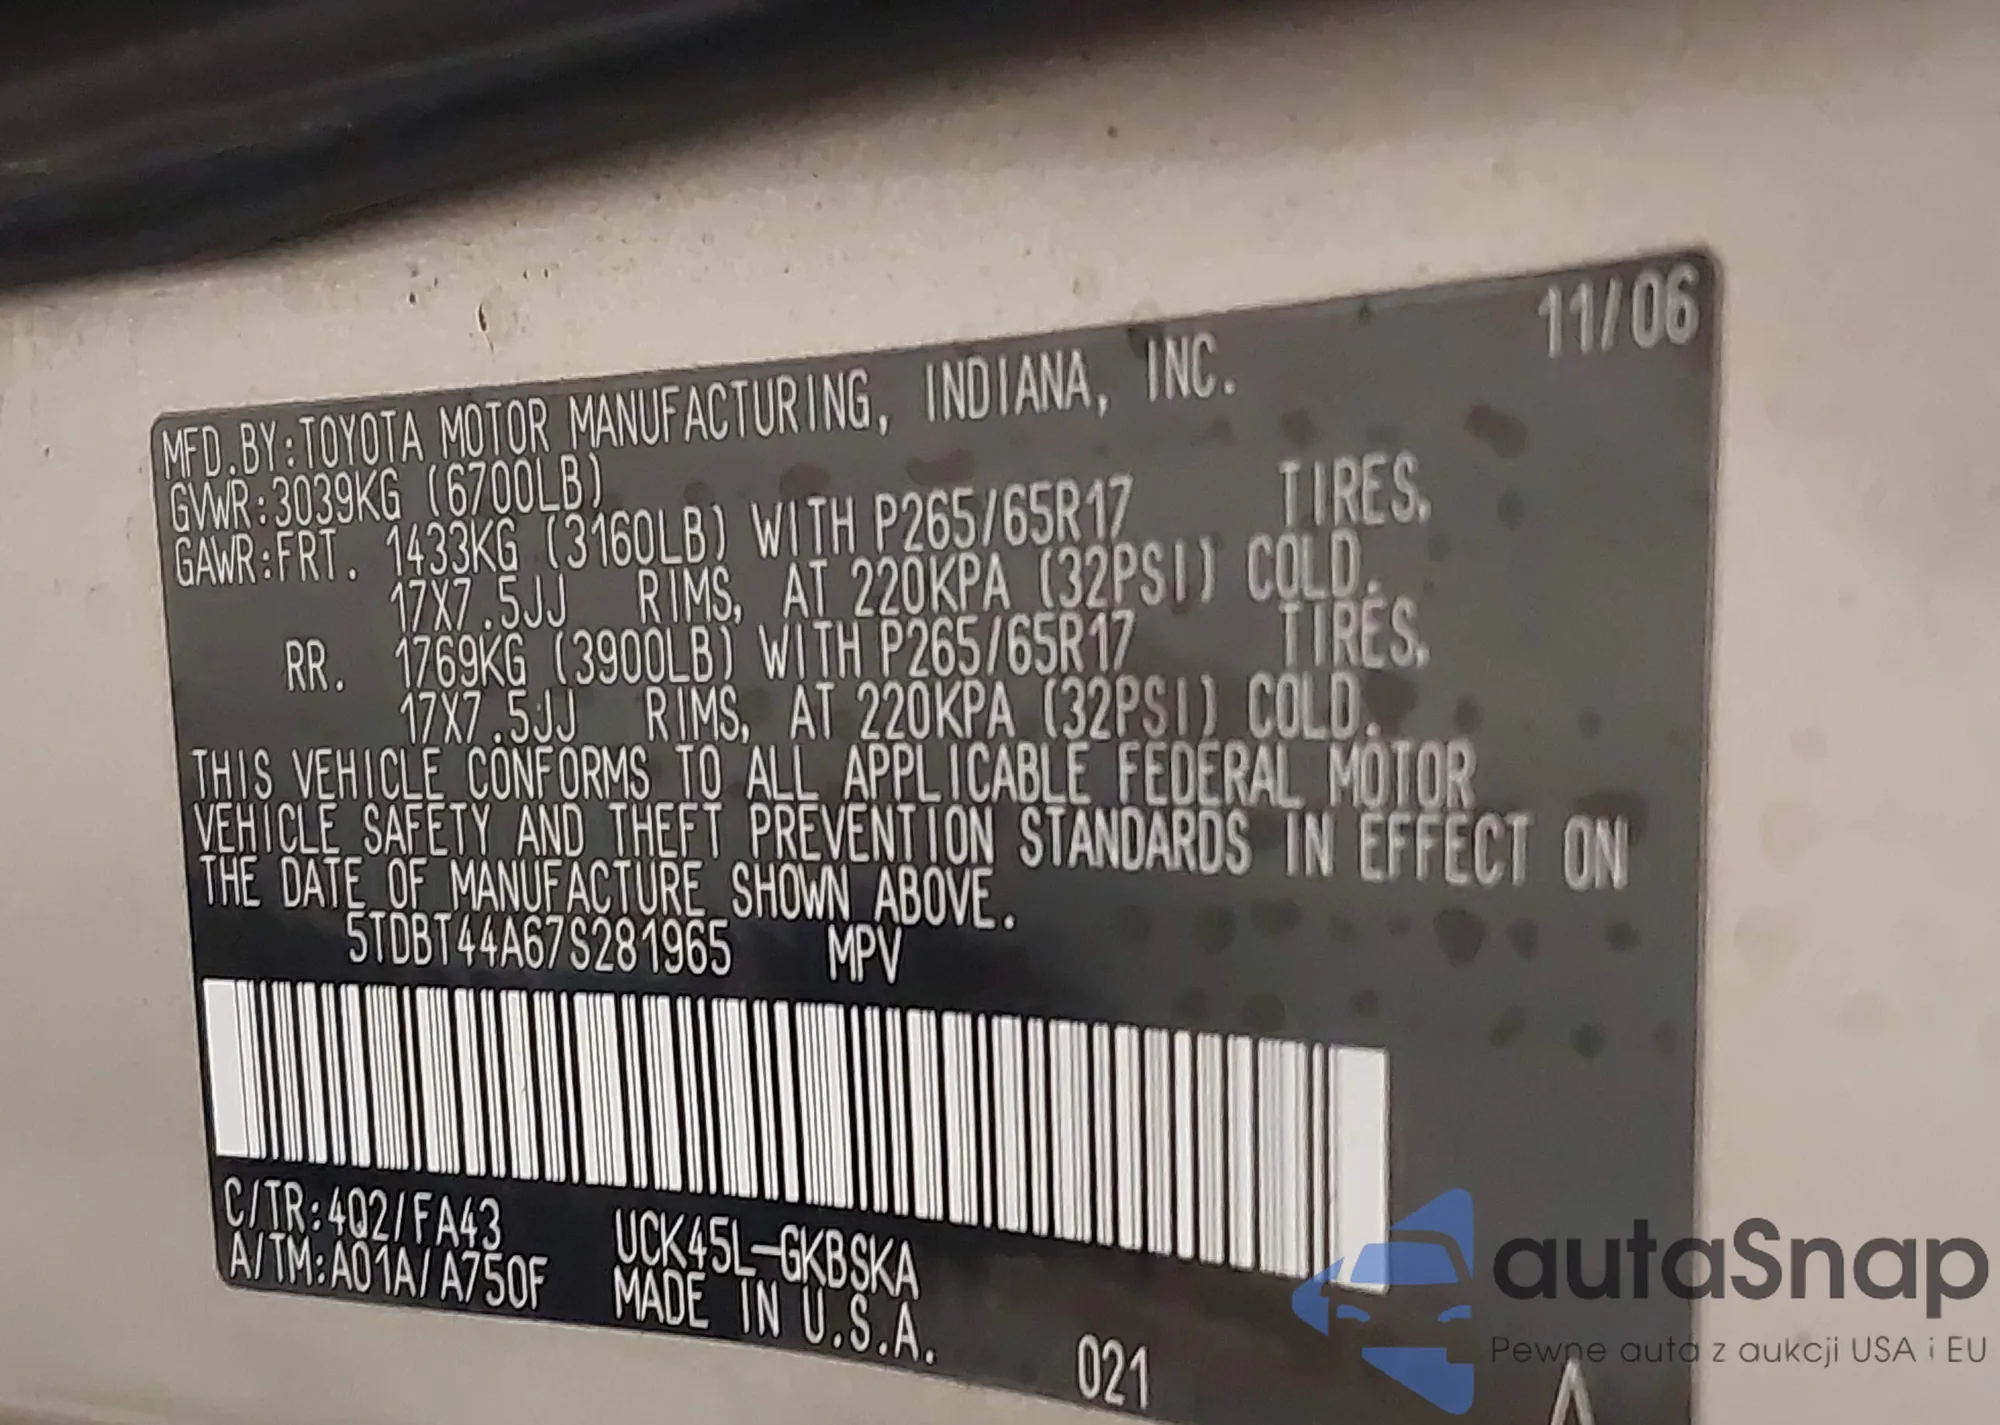 11/06
MFD.BY:TOYOTA MOTOR MANUFACTURING, INDIANA, INC.
GVWR:3039KG (6700LB)
GAWR:FRT. 1433KG (3160LB) WITH P265/65R17 TIRES,
17X7.5JJ RIMS, AT 220KPA (32PSI) COLD.
RR. 1769KG (3900LB) WITH P265/65R17 TIRES,
17X7.5JJ RIMS, AT 220KPA (32PSI) COLD.
THIS VEHICLE CONFORMS TO ALL APPLICABLE FEDERAL MOTOR
VEHICLE SAFETY AND THEFT PREVENTION STANDARDS IN EFFECT ON
THE DATE OF MANUFACTURE SHOWN ABOVE.
5TDBT44A67S281965 MPV
C/TR:4Q2/FA43 UCK45L-GKBSKA
A/TM:A01A/A750F MADE IN U.S.A.
021
autaSnap
Pewne auta z aukcji USA i EU